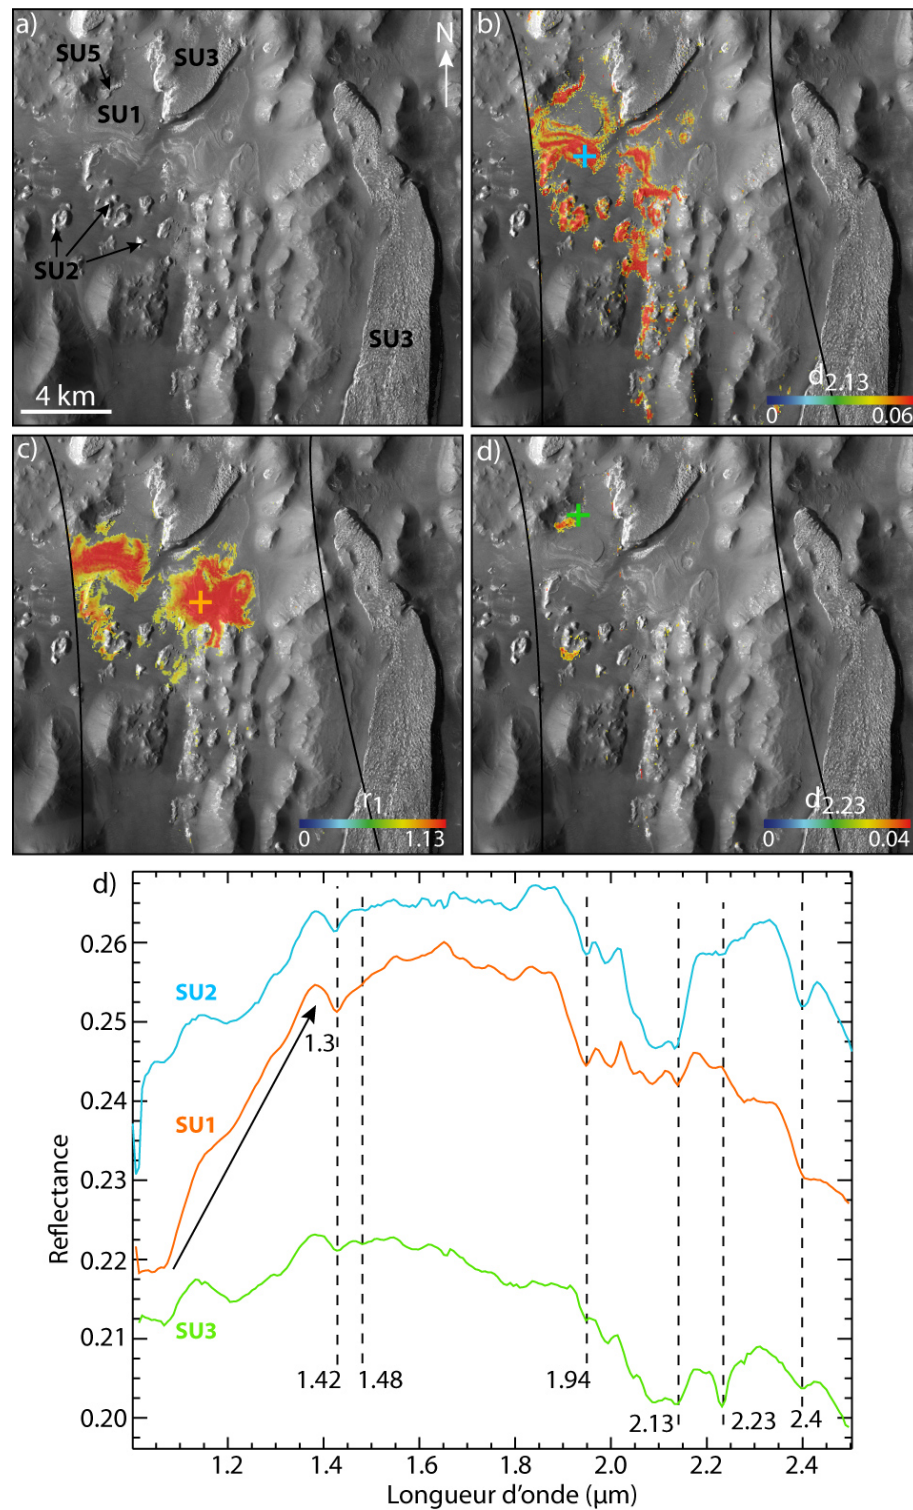 a)
N
SU5
SU3
SU1
SU2
SU3
4 km
b)
d2.13
0
0.06
c)
r1
0
1.13
d)
d2.23
0
0.04
d)
0.26
0.25
0.24
0.23
0.22
0.21
0.20
Reflectance
SU2
SU1
SU3
1.3
1.42
1.48
1.94
2.13
2.23
2.4
1.2
1.4
1.6
1.8
2.0
2.2
2.4
Longueur d'onde (μm)